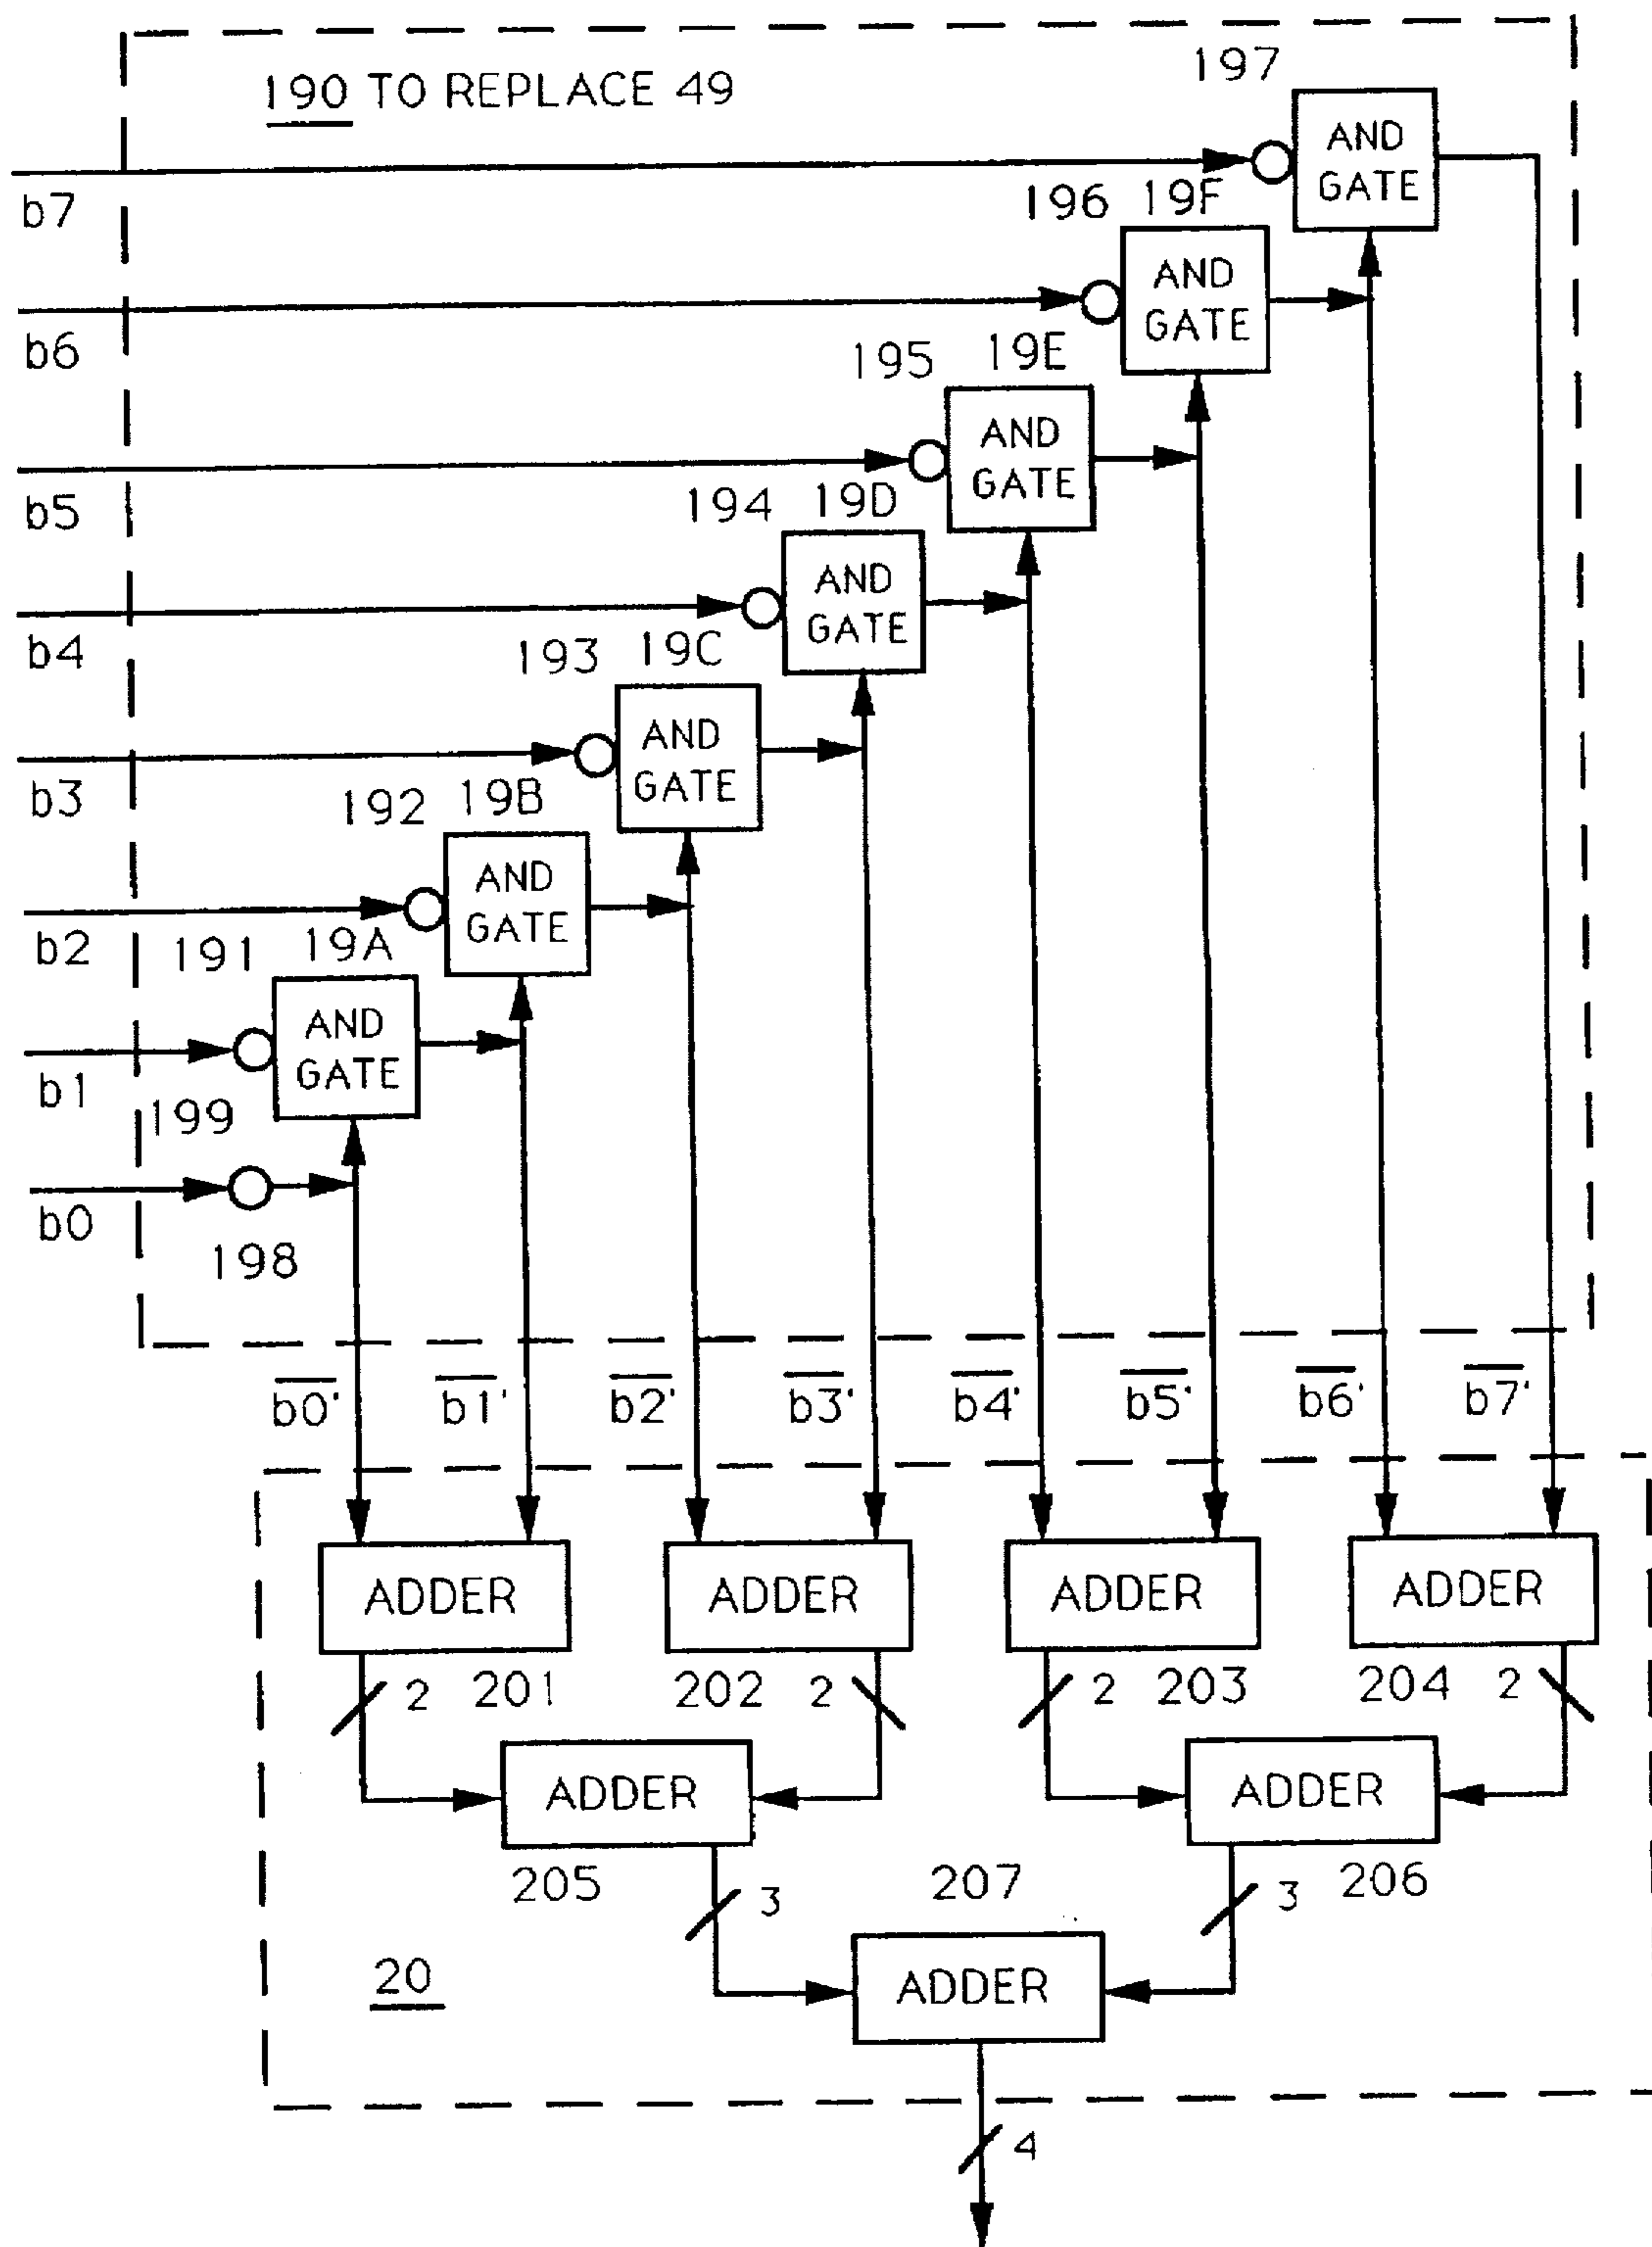 190 TO REPLACE 49
197
AND GATE
b7
196 19F
AND GATE
b6
195 19E
AND GATE
b5
194 19D
AND GATE
b4
193 19C
AND GATE
b3
192 19B
AND GATE
b2
191 19A
AND GATE
b1
199
b0
198
b0' b1' b2' b3' b4' b5' b6' b7'
ADDER ADDER ADDER ADDER
2 201 202 2 2 203 204 2
ADDER ADDER
205 3 207 3 206
20
ADDER
4